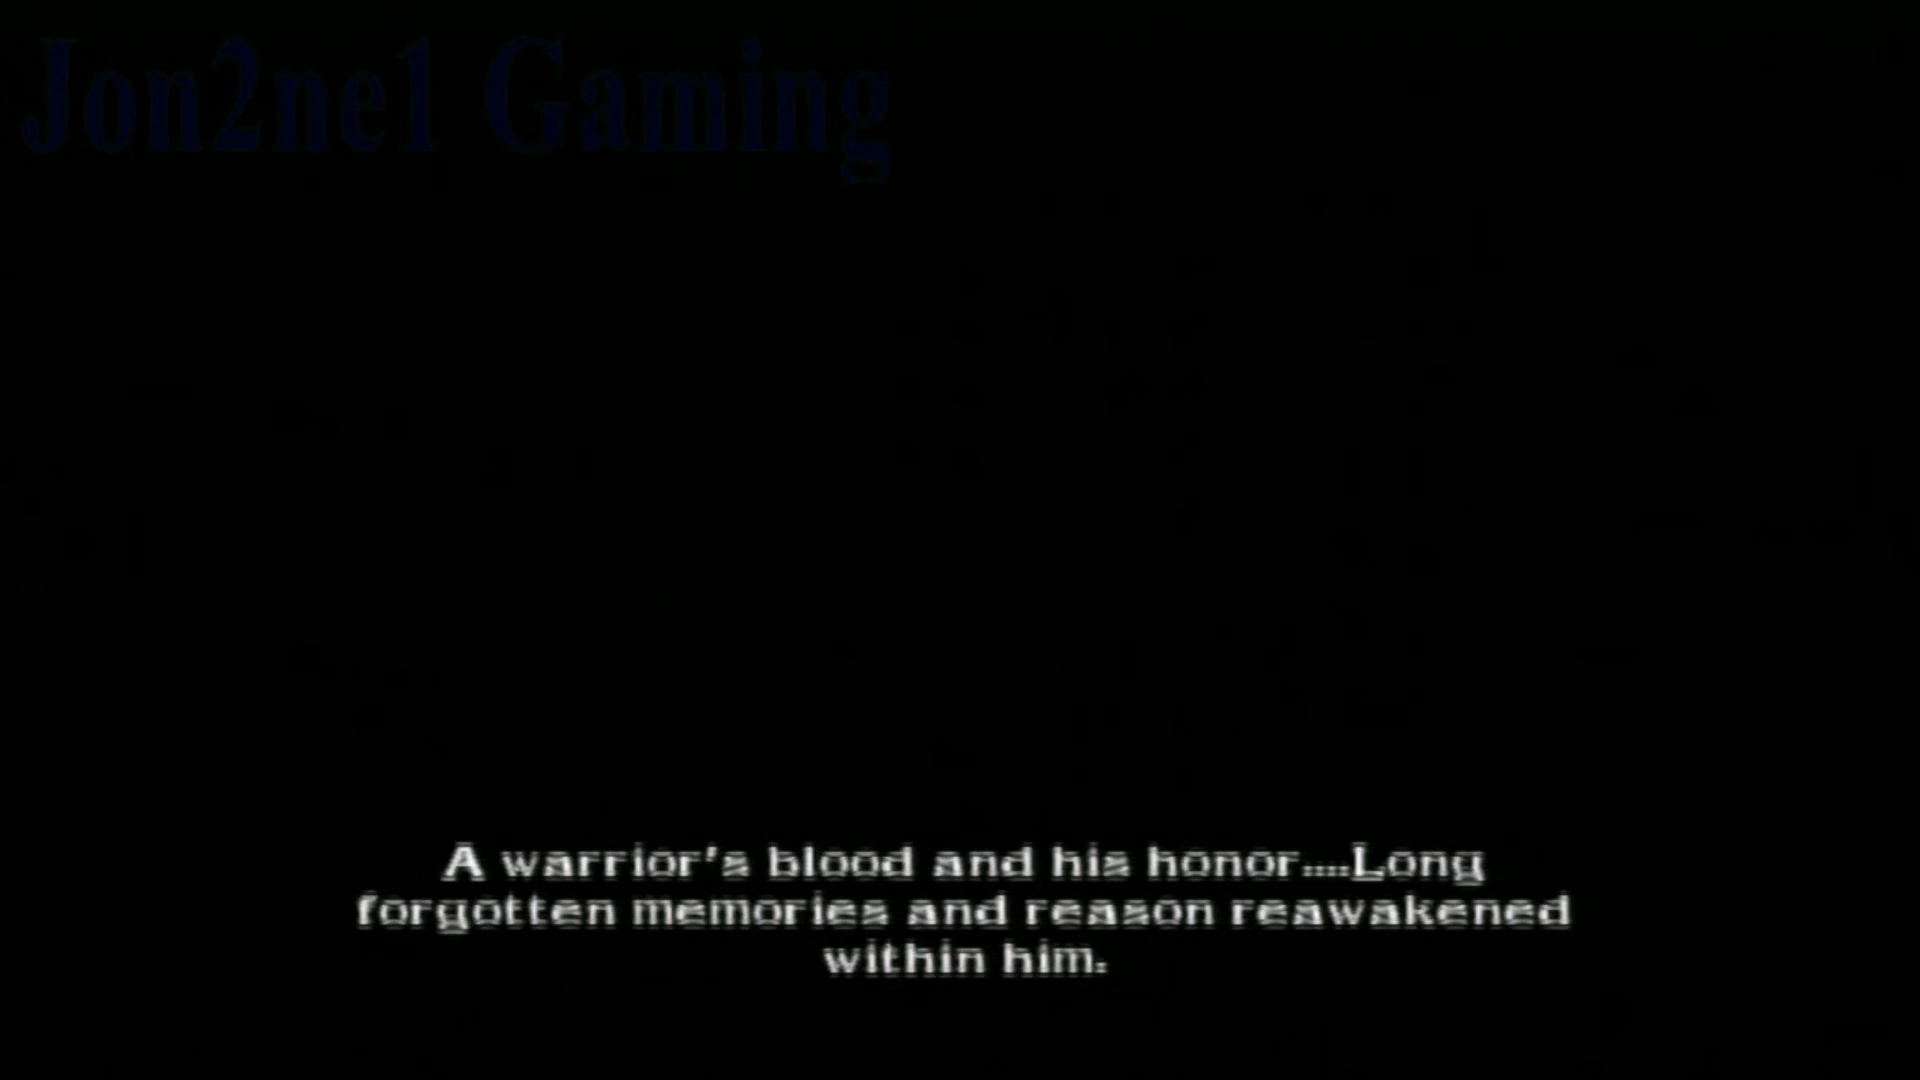 Jon2ne1 Gaming
A warrior's blood and his honor....Long
forgotten memories and reason reawakened
within him.